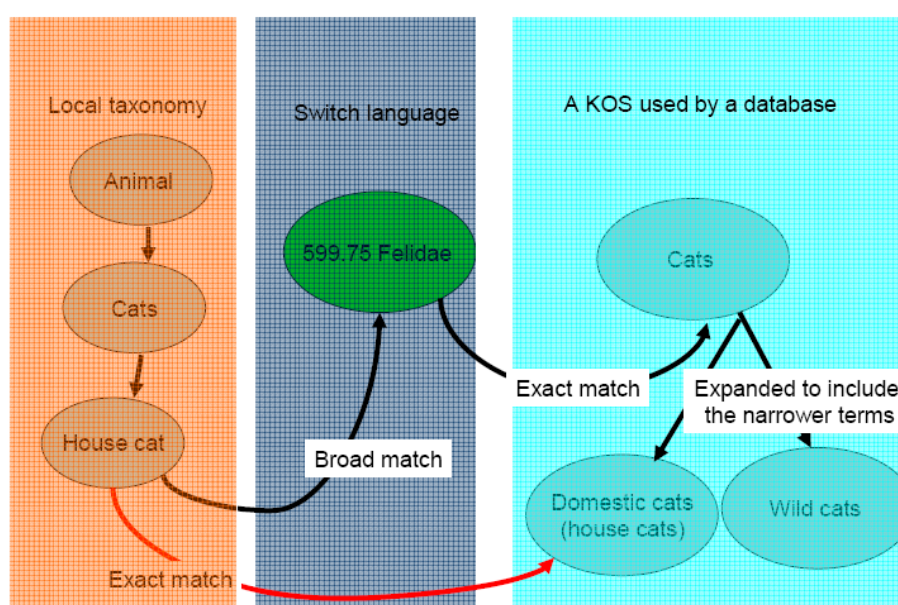 Local taxonomy
Animal
Cats
House cat
Exact match
Switch language
599.75 Felidae
Broad match
A KOS used by a database
Cats
Exact match
Expanded to include
the narrower terms
Domestic cats
(house cats)
Wild cats